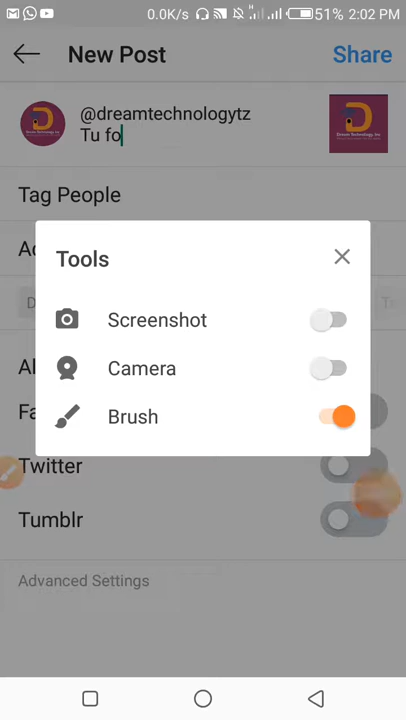 0.0K/s H 51% 2:02 PM
New Post Share
@dreamtechnologytz
Tu fo
Tag People
Tools
Screenshot
Camera
Brush
Twitter
Tumblr
Advanced Settings